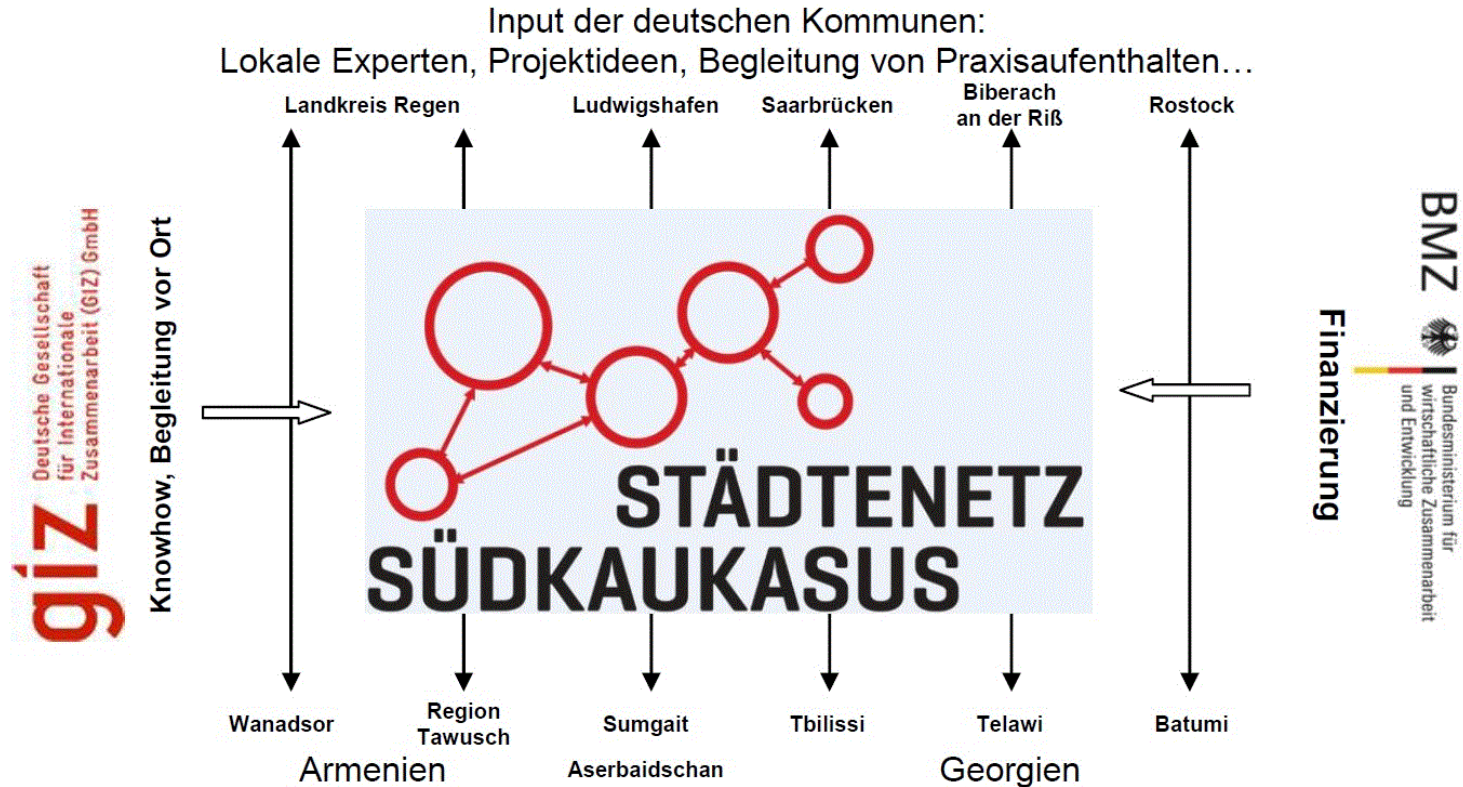 Input der deutschen Kommunen:
Lokale Experten, Projektideen, Begleitung von Praxisaufenthalten…
Landkreis Regen
Ludwigshafen
Saarbrücken
Biberach
an der Riß
Rostock
giz
Deutsche Gesellschaft
für Internationale
Zusammenarbeit (GIZ) GmbH
Knowhow, Begleitung vor Ort
STÄDTENETZ
SÜDKAUKASUS
Finanzierung
BMZ
Bundesministerium für
wirtschaftliche Zusammenarbeit
und Entwicklung
Wanadsor
Region
Tawusch
Sumgait
Tbilissi
Telawi
Batumi
Armenien
Aserbaidschan
Georgien